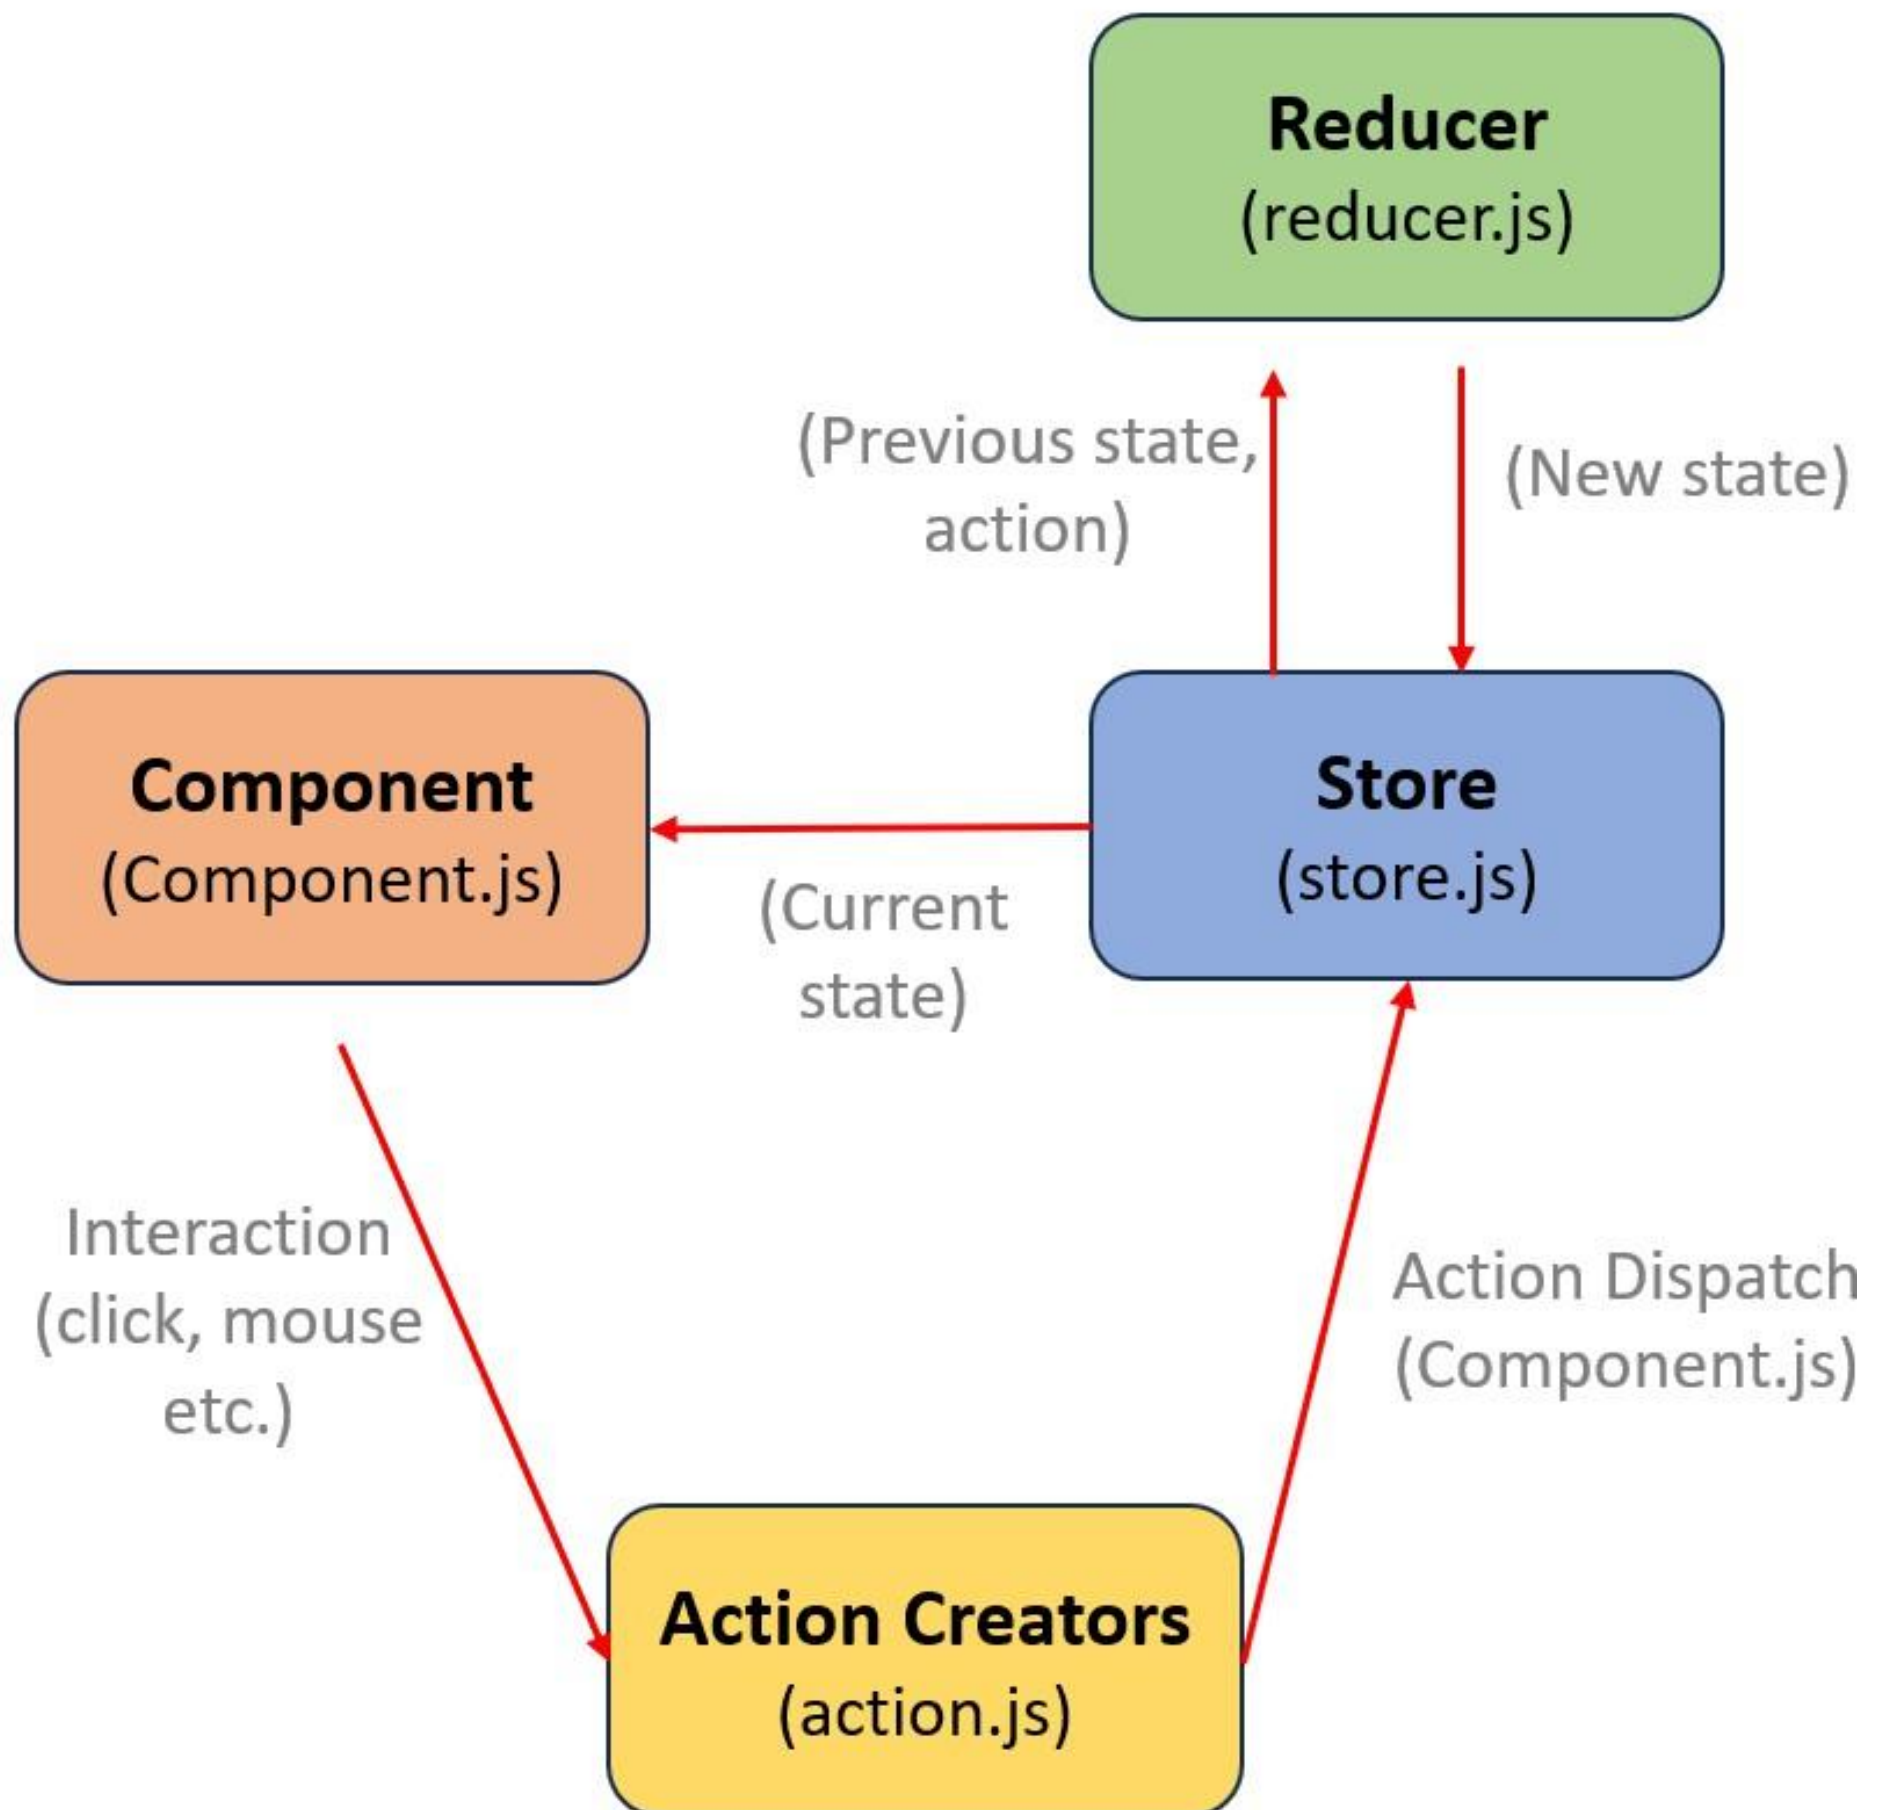 Reducer
(reducer.js)
(Previous state,
action)
(New state)
Component
(Component.js)
Store
(store.js)
(Current
state)
Interaction
(click, mouse
etc.)
Action Dispatch
(Component.js)
Action Creators
(action.js)